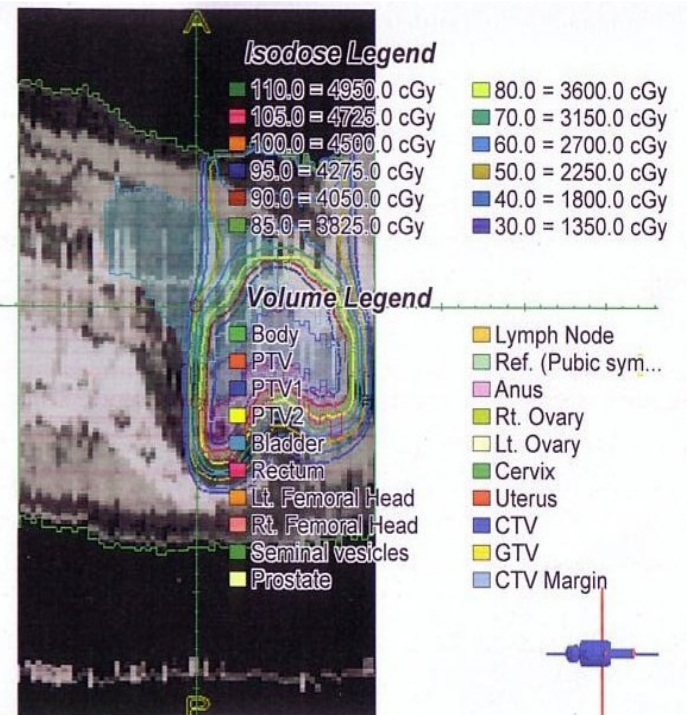 A
Isodose Legend
110.0 = 4950.0 cGy
105.0 = 4725.0 cGy
100.0 = 4500.0 cGy
95.0 = 4275.0 cGy
90.0 = 4050.0 cGy
85.0 = 3825.0 cGy
80.0 = 3600.0 cGy
70.0 = 3150.0 cGy
60.0 = 2700.0 cGy
50.0 = 2250.0 cGy
40.0 = 1800.0 cGy
30.0 = 1350.0 cGy
Volume Legend
Body
PTV
PTV1
PTV2
Bladder
Rectum
Lt. Femoral Head
Rt. Femoral Head
Seminal vesicles
Prostate
Lymph Node
Ref. (Pubic sym...
Anus
Rt. Ovary
Lt. Ovary
Cervix
Uterus
CTV
GTV
CTV Margin
P